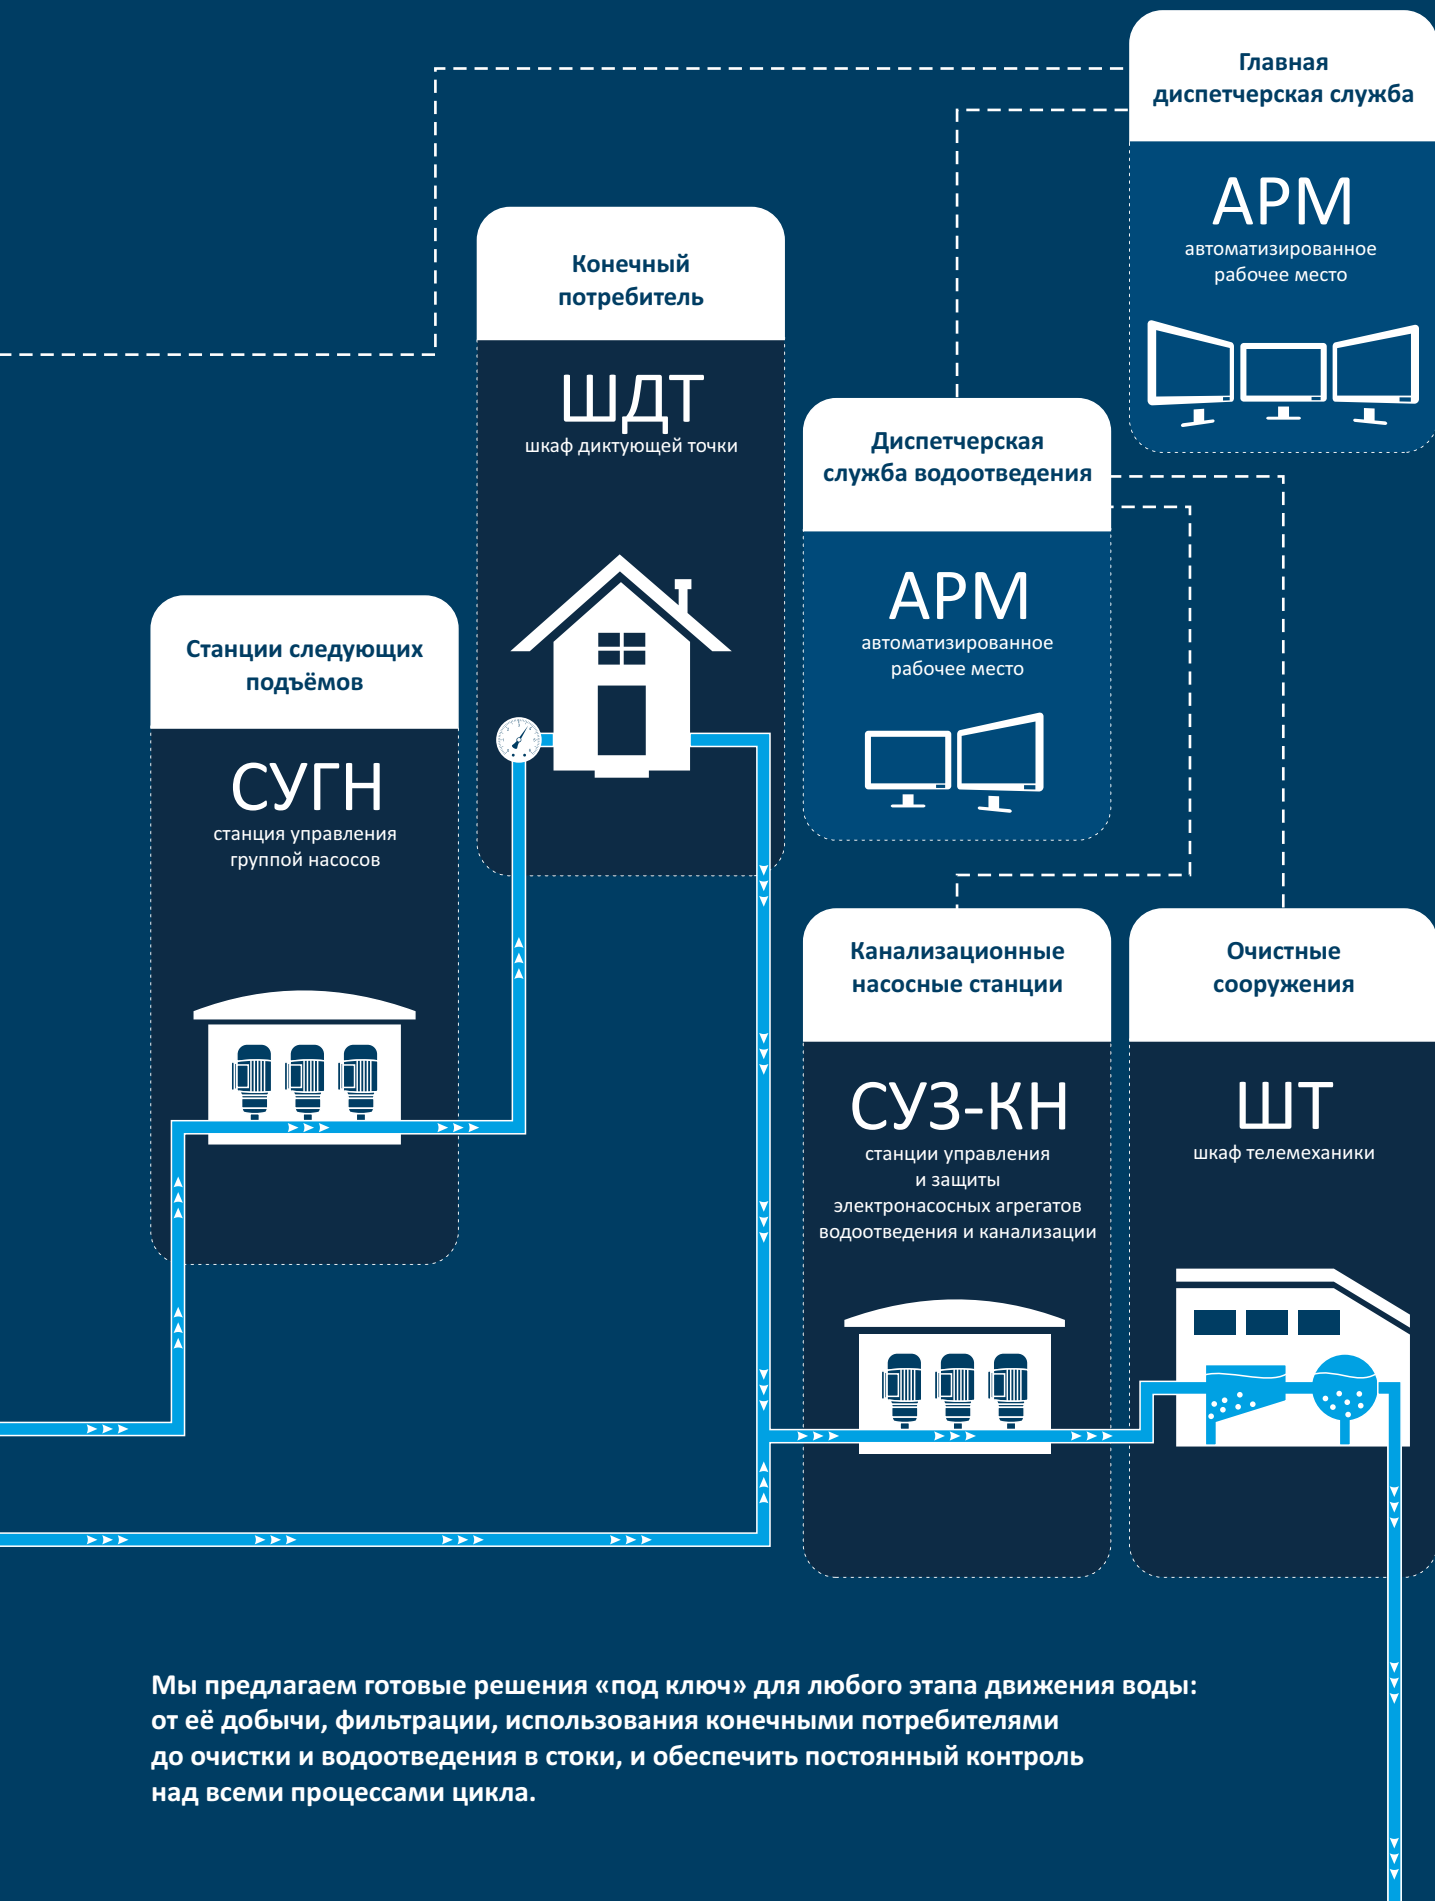 Главная
диспетчерская служба
АРМ
автоматизированное
рабочее место
Конечный
потребитель
ШДТ
шкаф диктующей точки
Диспетчерская
служба водоотведения
АРМ
автоматизированное
рабочее место
Станции следующих
подъёмов
СУГН
станция управления
группой насосов
Канализационные
насосные станции
СУЗ-КН
станции управления
и защиты
электронасосных агрегатов
водоотведения и канализации
Очистные
сооружения
ШТ
шкаф телемеханики
Мы предлагаем готовые решения «под ключ» для любого этапа движения воды:
от её добычи, фильтрации, использования конечными потребителями
до очистки и водоотведения в стоки, и обеспечить постоянный контроль
над всеми процессами цикла.